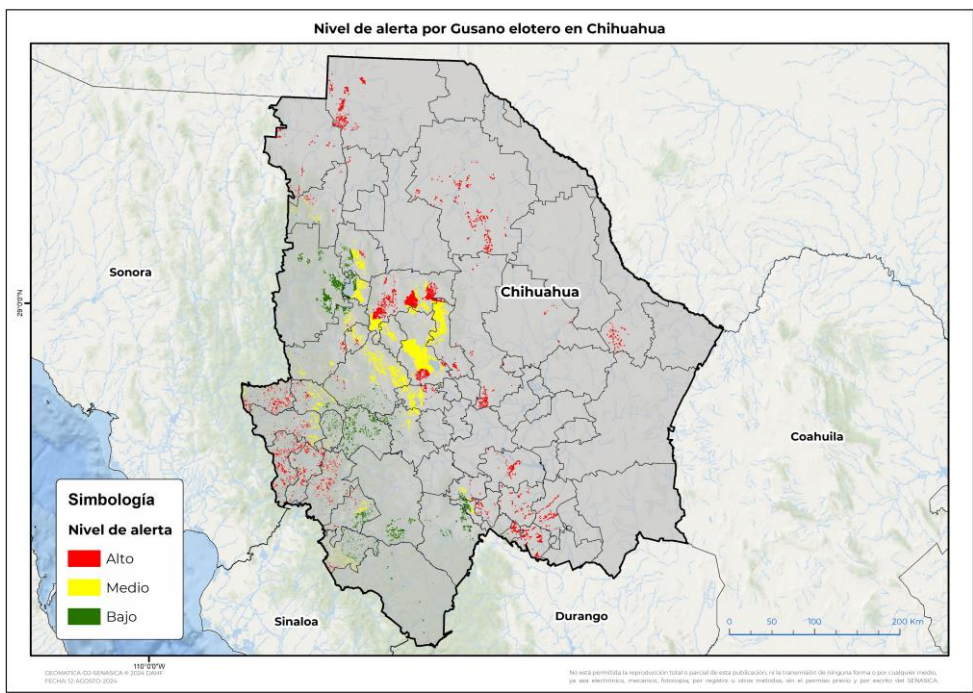 Nivel de alerta por Gusano elotero en Chihuahua
Sonora
Chihuahua
29°0'0"N
Coahuila
Simbología
Nivel de alerta
Alto
Medio
Bajo
Sinaloa
Durango
0 50 100 200 Km
110°0'0"W
GEOMATICA-DJ-SENASICA © 2024 DAHF
FECHA: 12-AGOSTO-2024
No está permitida la reproducción total o parcial de esta publicación, ni la transmisión de ninguna forma o por cualquier medio,
ya sea electrónico, mecánico, fotocopia, por registro u otros métodos, sin el permiso previo y por escrito del SENASICA.